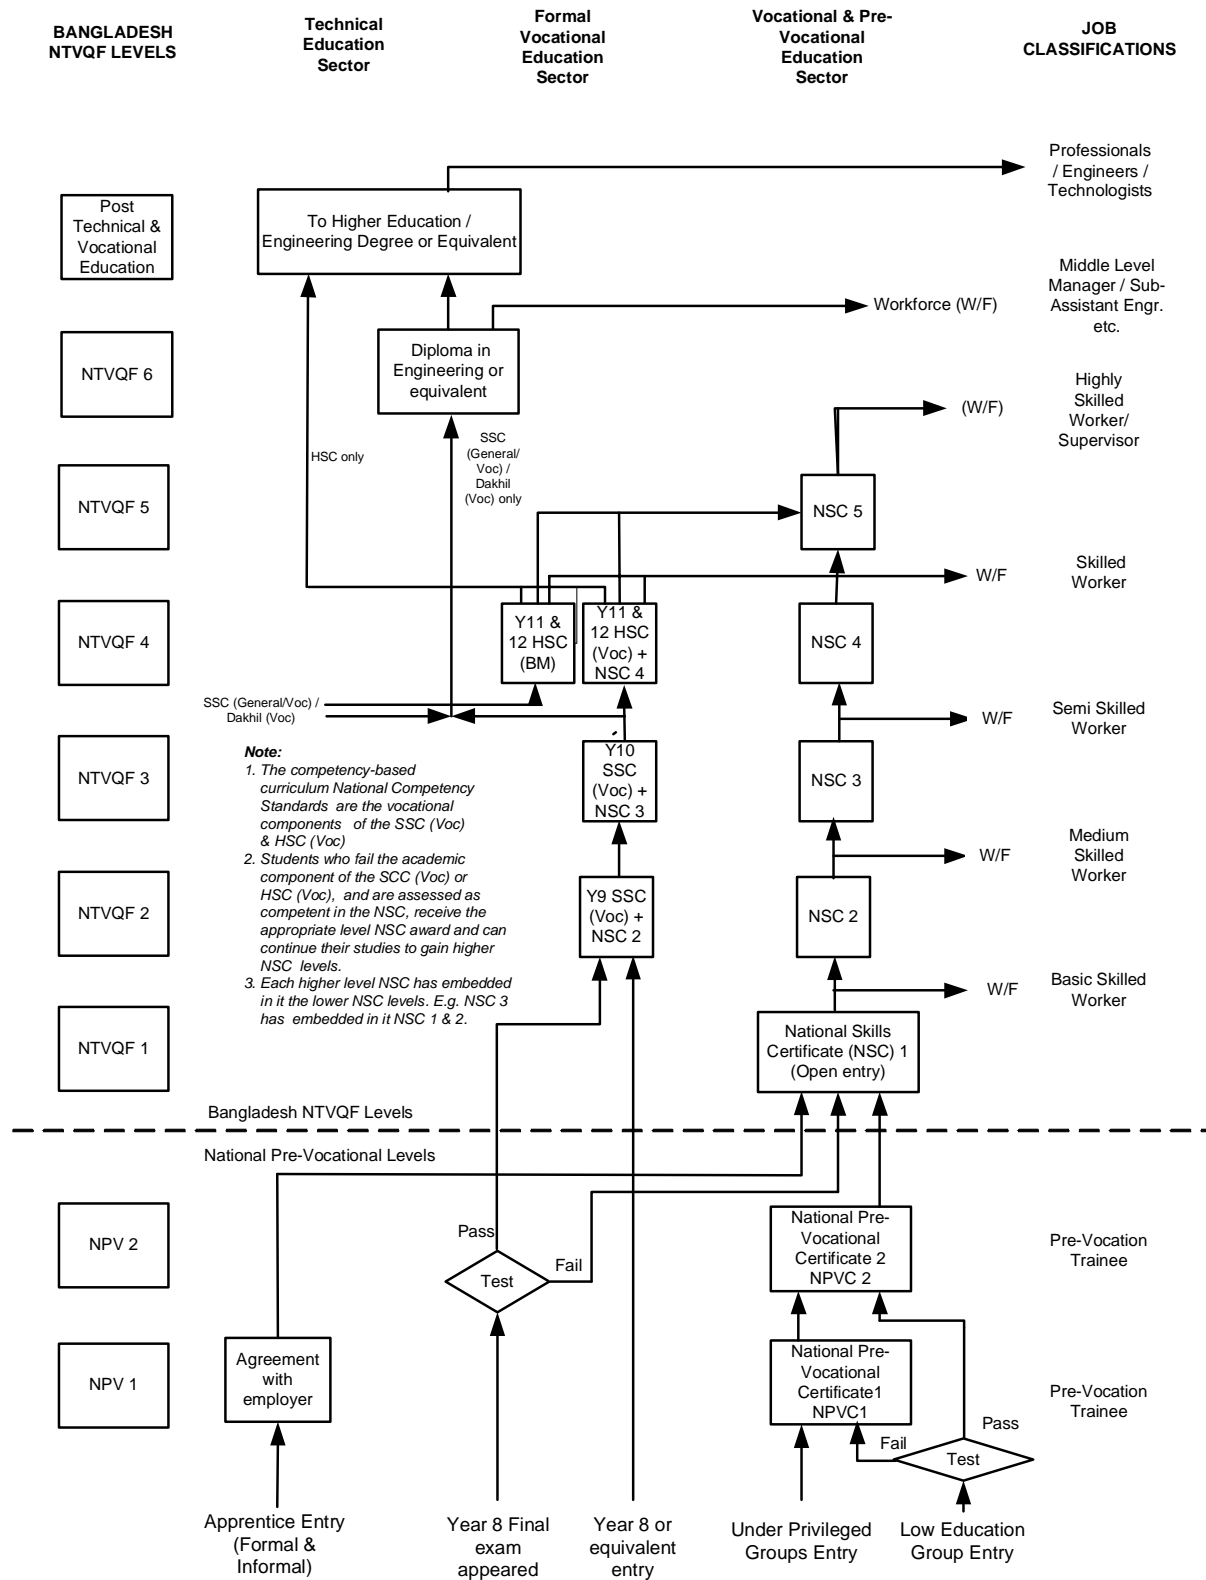 BANGLADESH
NTVQF LEVELS
Technical
Education
Sector
Formal
Vocational
Education
Sector
Vocational & Pre-
Vocational
Education
Sector
JOB
CLASSIFICATIONS
Professionals
/ Engineers /
Technologists
Post
Technical &
Vocational
Education
To Higher Education /
Engineering Degree or Equivalent
Middle Level
Manager / Sub-
Assistant Engr.
etc.
Workforce (W/F)
NTVQF 6
Diploma in
Engineering or
equivalent
Highly
Skilled
Worker/
Supervisor
(W/F)
HSC only
SSC
(General/
Voc) /
Dakhil
(Voc) only
NTVQF 5
NSC 5
W/F
Skilled
Worker
NTVQF 4
Y11 &
12 HSC
(BM)
Y11 &
12 HSC
(Voc) +
NSC 4
NSC 4
SSC (General/Voc) /
Dakhil (Voc)
W/F
Semi Skilled
Worker
NTVQF 3
Note:
1. The competency-based
curriculum National Competency
Standards are the vocational
components of the SSC (Voc)
& HSC (Voc)
2. Students who fail the academic
component of the SCC (Voc) or
HSC (Voc), and are assessed as
competent in the NSC, receive the
appropriate level NSC award and can
continue their studies to gain higher
NSC levels.
3. Each higher level NSC has embedded
in it the lower NSC levels. E.g. NSC 3
has embedded in it NSC 1 & 2.
Y10
SSC
(Voc) +
NSC 3
NSC 3
W/F
Medium
Skilled
Worker
NTVQF 2
Y9 SSC
(Voc) +
NSC 2
NSC 2
W/F
Basic Skilled
Worker
NTVQF 1
National Skills
Certificate (NSC) 1
(Open entry)
Bangladesh NTVQF Levels
National Pre-Vocational Levels
NPV 2
Pass
Test
Fail
National Pre-
Vocational
Certificate 2
NPVC 2
Pre-Vocation
Trainee
NPV 1
Agreement
with
employer
National Pre-
Vocational
Certificate1
NPVC1
Pre-Vocation
Trainee
Pass
Fail
Test
Apprentice Entry
(Formal &
Informal)
Year 8 Final
exam
appeared
Year 8 or
equivalent
entry
Under Privileged
Groups Entry
Low Education
Group Entry